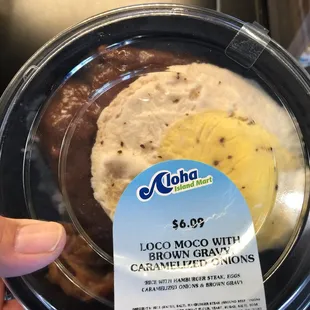 Aloha
Island Mart
$6.09
LOCO MOCO WITH
BROWN GRAVY
CARAMELIZED ONIONS
RICE WITH HAMBURGER STEAK, EGGS,
CARAMELIZED ONIONS & BROWN GRAVY